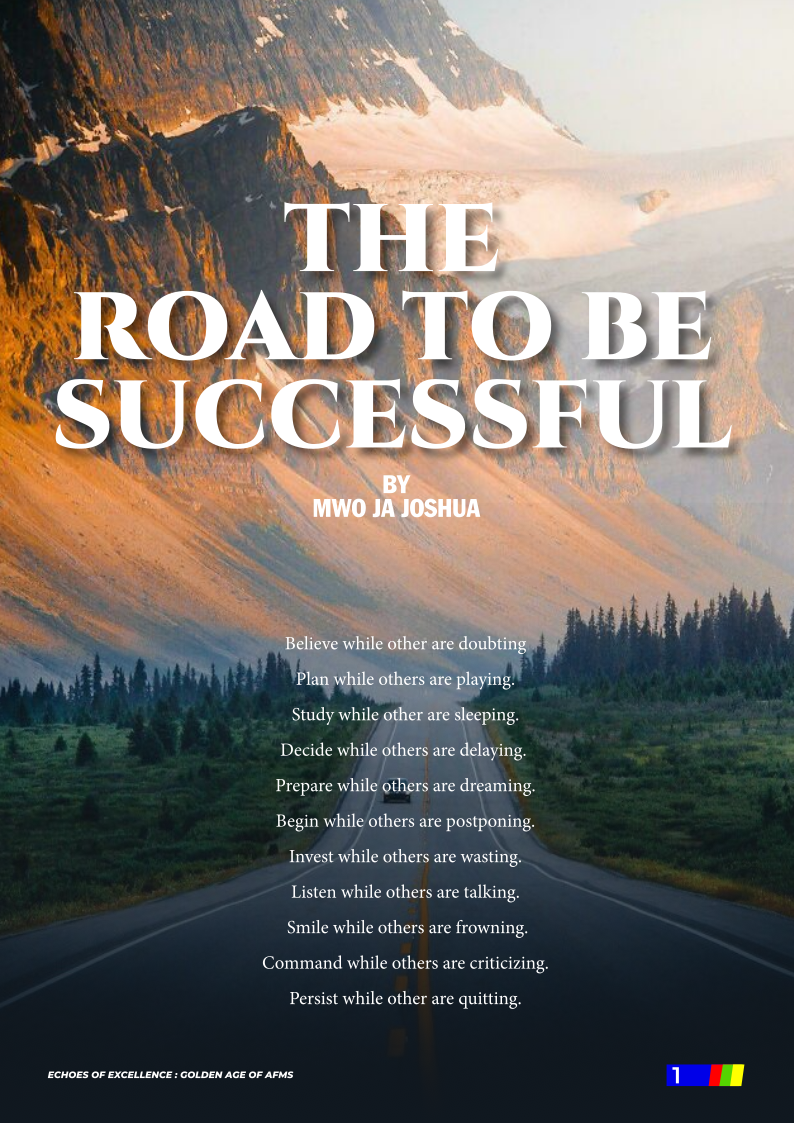 THE
ROAD TO BE
SUCCESSFUL
BY
MWO JA JOSHUA
Believe while other are doubting
Plan while others are playing.
Study while other are sleeping.
Decide while others are delaying.
Prepare while others are dreaming.
Begin while others are postponing.
Invest while others are wasting.
Listen while others are talking.
Smile while others are frowning.
Command while others are criticizing.
Persist while other are quitting.
ECHOES OF EXCELLENCE : GOLDEN AGE OF AFMS
1